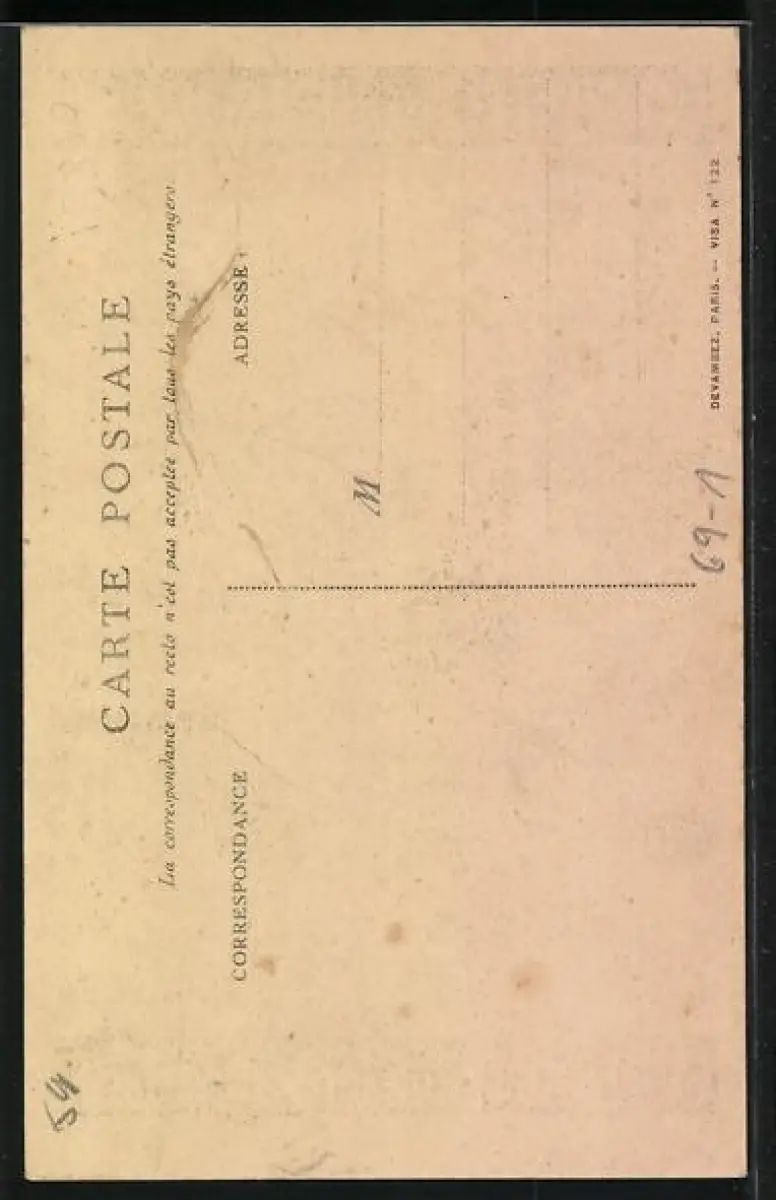 CARTE POSTALE
La correspondance au recto n'est pas acceptée par tous les pays étrangers.
CORRESPONDANCE
ADRESSE
M
DEVAMBEZ, PARIS. — VISA N° 122
69-1
54.